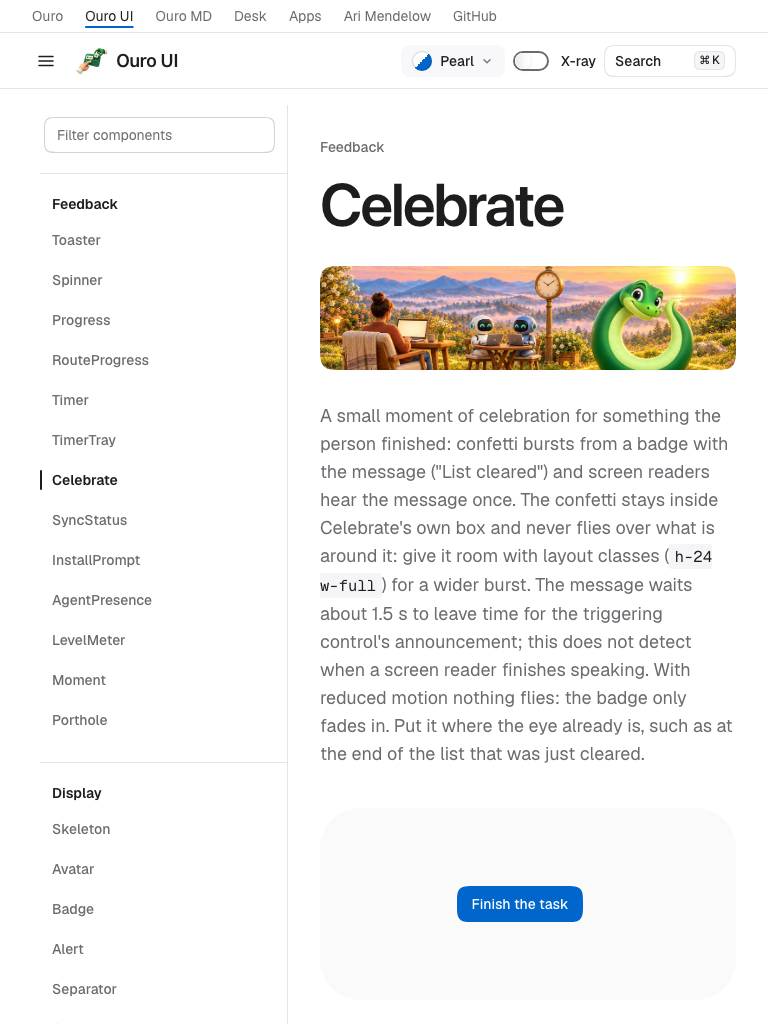 Ouro Ouro UI Ouro MD Desk Apps Ari Mendelow GitHub
Ouro UI Pearl X-ray Search ⌘ K
Filter components
Feedback
Toaster
Spinner
Progress
RouteProgress
Timer
TimerTray
Celebrate
SyncStatus
InstallPrompt
AgentPresence
LevelMeter
Moment
Porthole
Display
Skeleton
Avatar
Badge
Alert
Separator
Feedback
Celebrate
A small moment of celebration for something the
person finished: confetti bursts from a badge with
the message ("List cleared") and screen readers
hear the message once. The confetti stays inside
Celebrate's own box and never flies over what is
around it: give it room with layout classes ( h-24
w-full ) for a wider burst. The message waits
about 1.5 s to leave time for the triggering
control's announcement; this does not detect
when a screen reader finishes speaking. With
reduced motion nothing flies: the badge only
fades in. Put it where the eye already is, such as at
the end of the list that was just cleared.
Finish the task